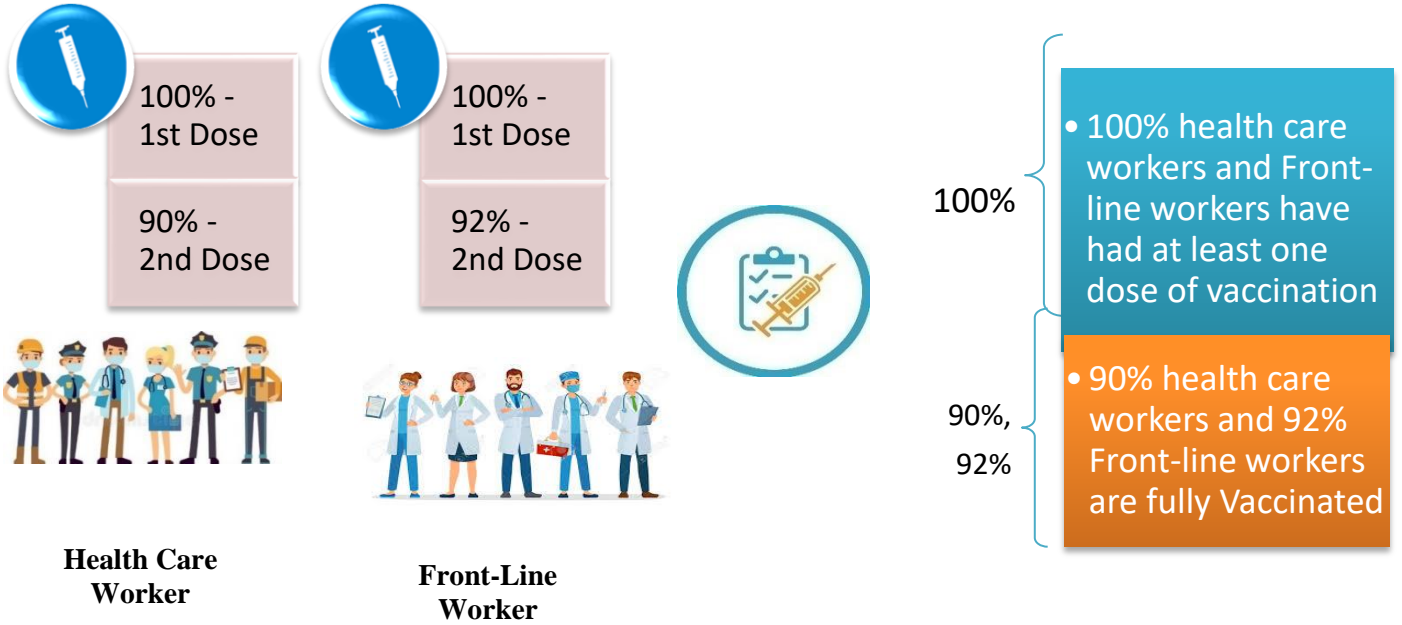 100% -
1st Dose
90% -
2nd Dose
Health Care
Worker
100% -
1st Dose
92% -
2nd Dose
Front-Line
Worker
100%
• 100% health care
workers and Front-
line workers have
had at least one
dose of vaccination
90%,
92%
• 90% health care
workers and 92%
Front-line workers
are fully Vaccinated